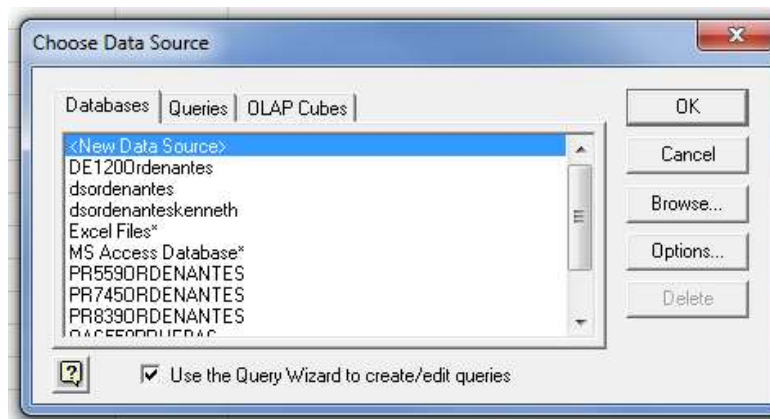 Choose Data Source
Databases
Queries
OLAP Cubes
<New Data Source>
DE120Ordenantes
dsordenantes
dsordenanteskenneth
Excel Files*
MS Access Database*
PR559ORDENANTES
PR745ORDENANTES
PR839ORDENANTES
OK
Cancel
Browse...
Options...
Delete
Use the Query Wizard to create/edit queries